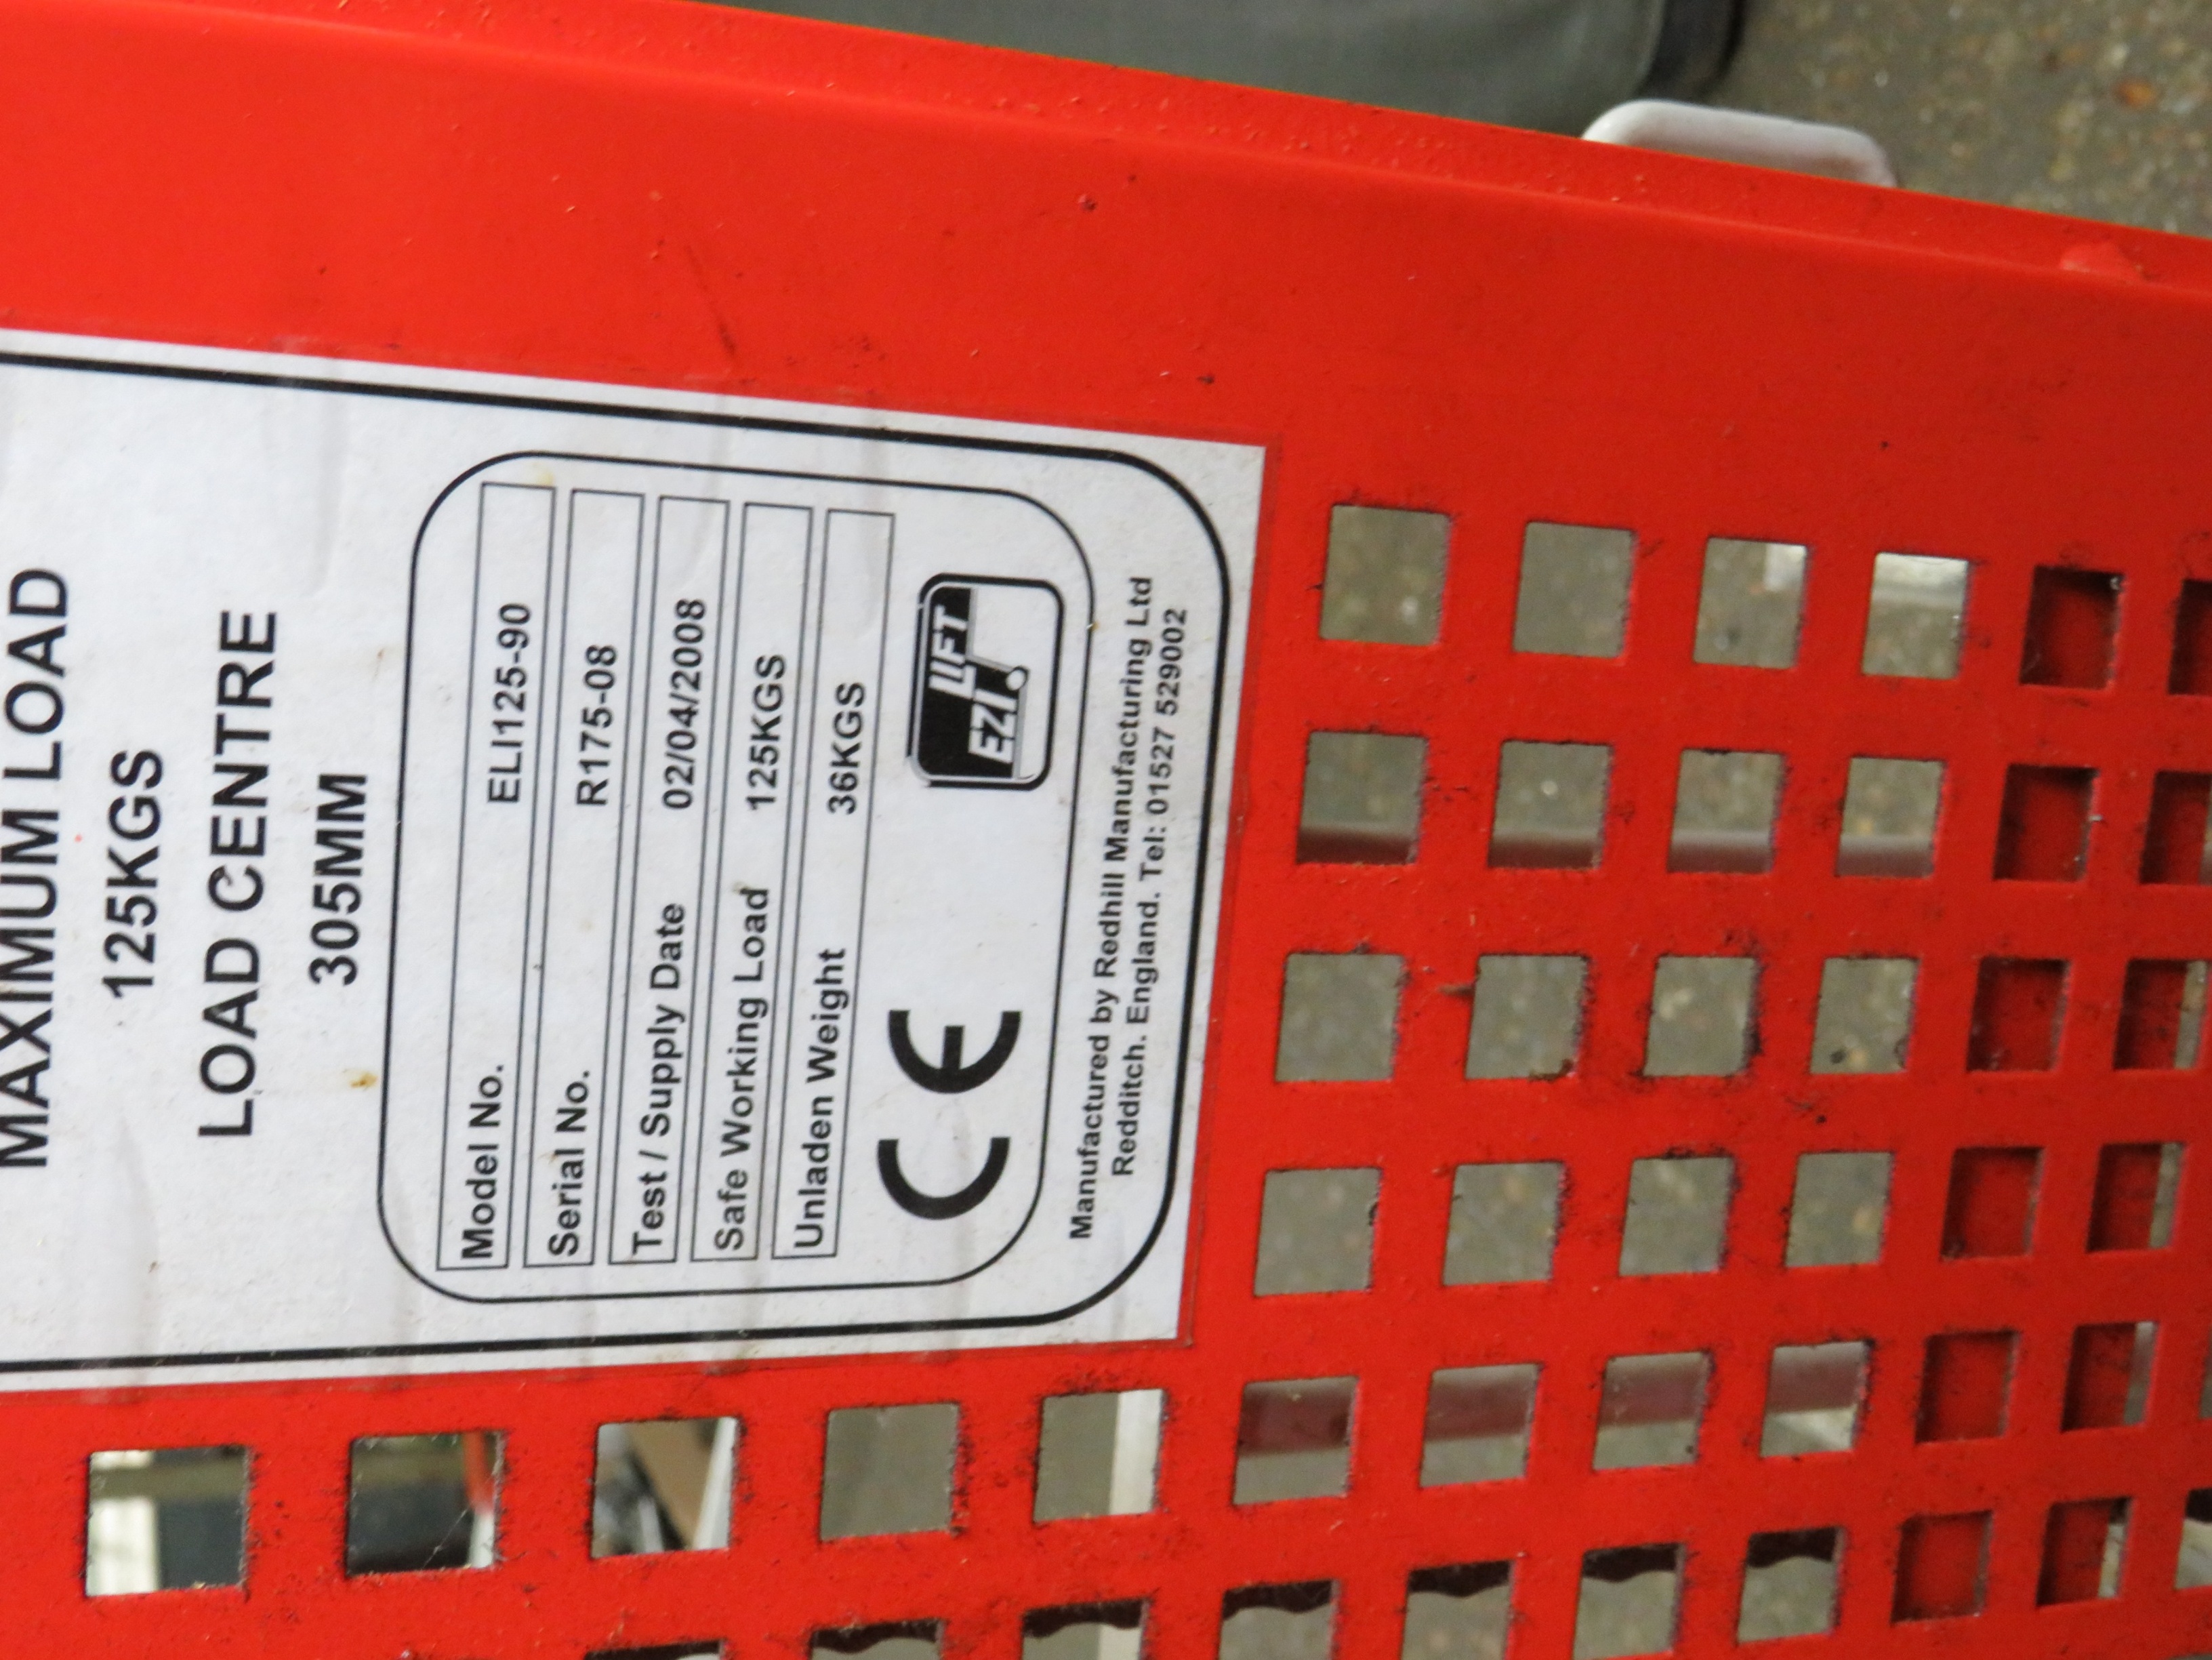 MAXIMUM LOAD
125KGS
LOAD CENTRE
305MM
Model No. ELI125-90
Serial No. R175-08
Test / Supply Date 02/04/2008
Safe Working Load 125KGS
Unladen Weight 36KGS
CE
EZI LIFT
Manufactured by Redhill Manufacturing Ltd
Redditch. England. Tel: 01527 529002